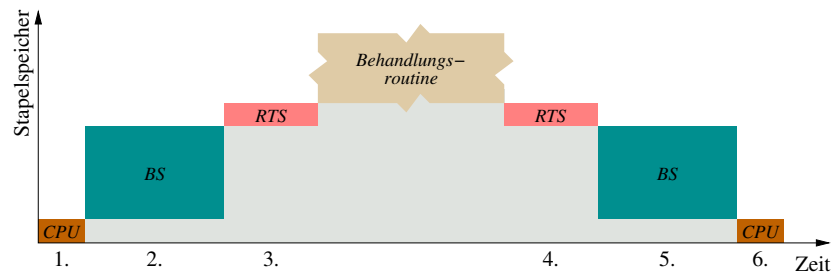 Stapelspeicher
Behandlungs−
routine
RTS
RTS
BS
BS
CPU
CPU
1.
2.
3.
4.
5.
6.
Zeit